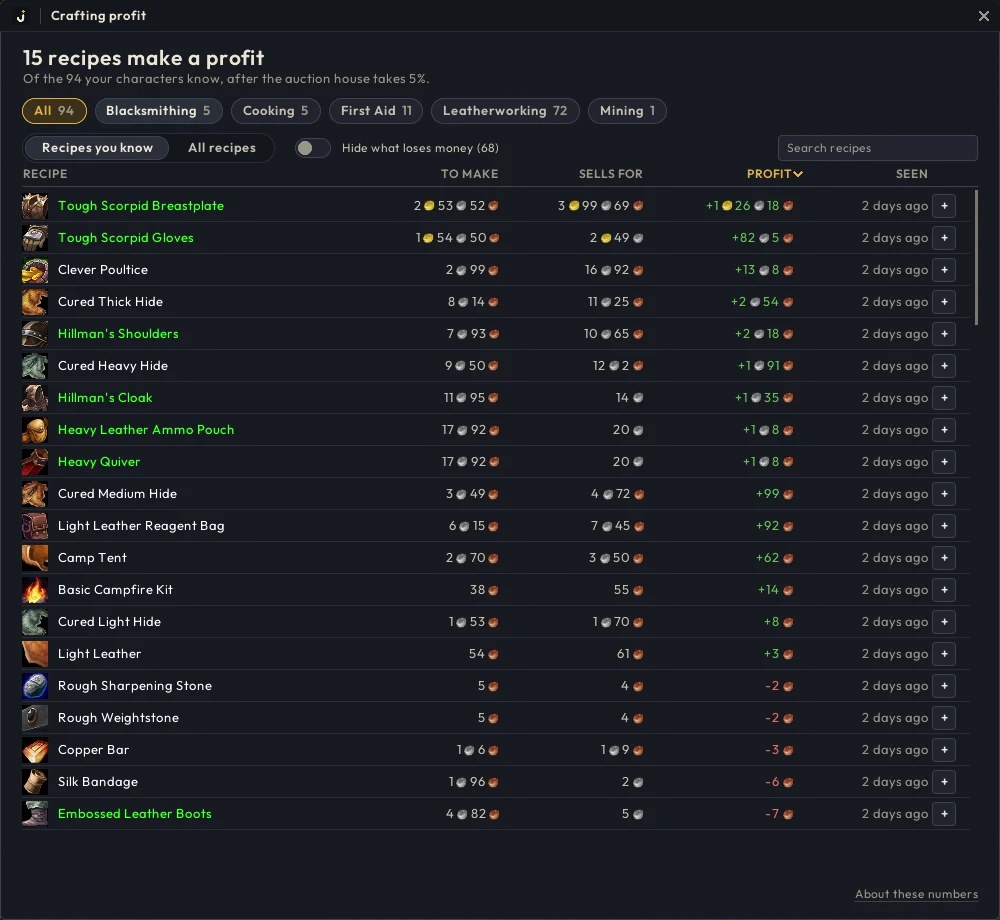 Crafting profit
15 recipes make a profit
Of the 94 your characters know, after the auction house takes 5%.
All 94 Blacksmithing 5 Cooking 5 First Aid 11 Leatherworking 72 Mining 1
Recipes you know All recipes Hide what loses money (68) Search recipes
RECIPE TO MAKE SELLS FOR PROFIT SEEN
Tough Scorpid Breastplate 2 53 52 3 99 69 +1 26 18 2 days ago +
Tough Scorpid Gloves 1 54 50 2 49 +82 5 2 days ago +
Clever Poultice 2 99 16 92 +13 8 2 days ago +
Cured Thick Hide 8 14 11 25 +2 54 2 days ago +
Hillman's Shoulders 7 93 10 65 +2 18 2 days ago +
Cured Heavy Hide 9 50 12 2 +1 91 2 days ago +
Hillman's Cloak 11 95 14 +1 35 2 days ago +
Heavy Leather Ammo Pouch 17 92 20 +1 8 2 days ago +
Heavy Quiver 17 92 20 +1 8 2 days ago +
Cured Medium Hide 3 49 4 72 +99 2 days ago +
Light Leather Reagent Bag 6 15 7 45 +92 2 days ago +
Camp Tent 2 70 3 50 +62 2 days ago +
Basic Campfire Kit 38 55 +14 2 days ago +
Cured Light Hide 1 53 1 70 +8 2 days ago +
Light Leather 54 61 +3 2 days ago +
Rough Sharpening Stone 5 4 -2 2 days ago +
Rough Weightstone 5 4 -2 2 days ago +
Copper Bar 1 6 1 9 -3 2 days ago +
Silk Bandage 1 96 2 -6 2 days ago +
Embossed Leather Boots 4 82 5 -7 2 days ago +
About these numbers